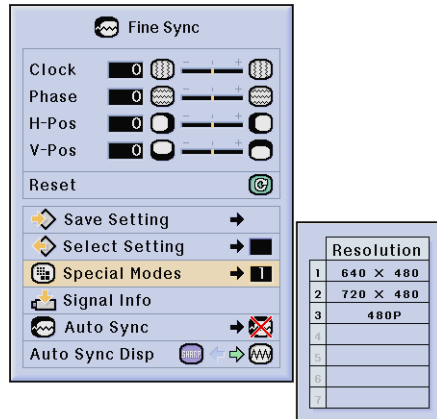 Fine Sync
Clock 0 - +
Phase 0 - +
H-Pos 0 - +
V-Pos 0 - +
Reset
Save Setting
Select Setting
Special Modes 1
Signal Info
Auto Sync
Auto Sync Disp SHARP
Resolution
1 640 × 480
2 720 × 480
3 480P
4
5
6
7